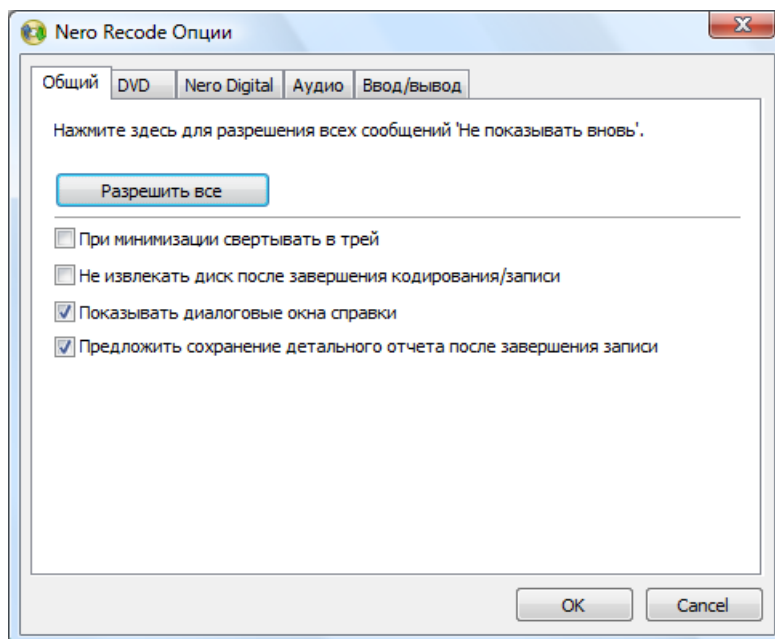 Nero Recode Опции
Общий DVD Nero Digital Аудио Ввод/вывод
Нажмите здесь для разрешения всех сообщений 'Не показывать вновь'.
Разрешить все
При минимизации свертывать в трей
Не извлекать диск после завершения кодирования/записи
Показывать диалоговые окна справки
Предложить сохранение детального отчета после завершения записи
OK Cancel